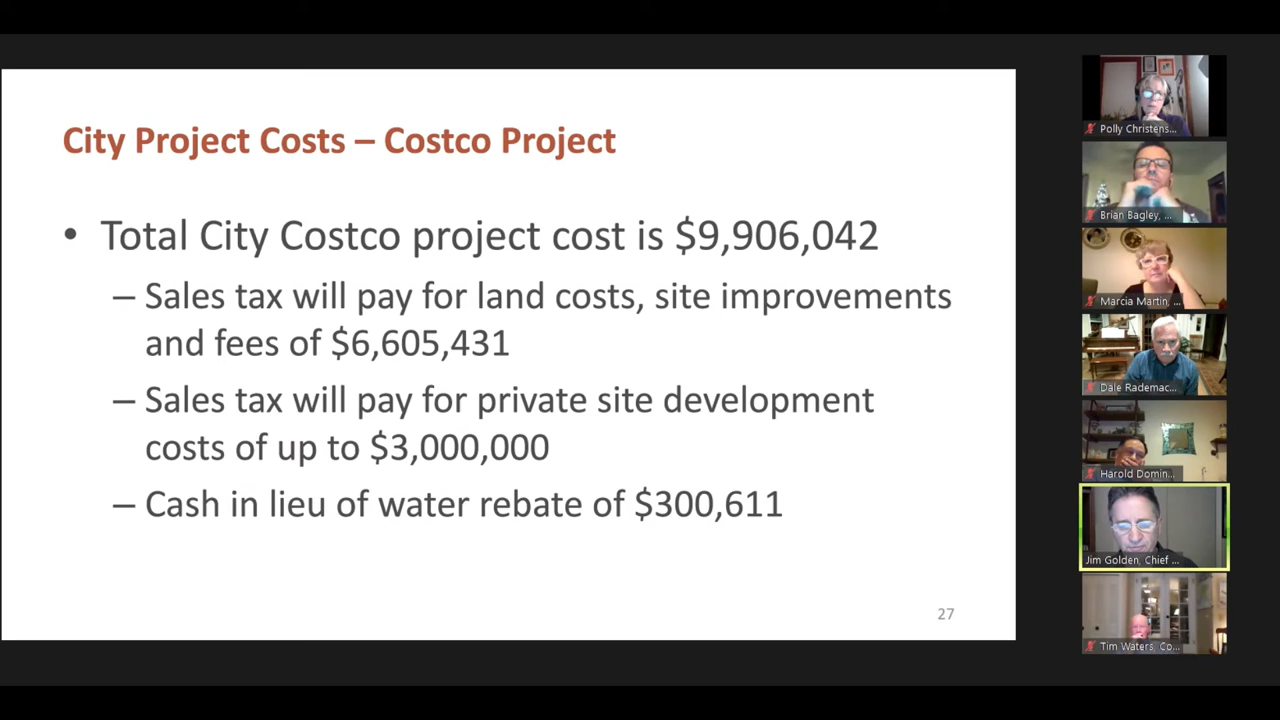 City Project Costs – Costco Project
• Total City Costco project cost is $9,906,042
– Sales tax will pay for land costs, site improvements
and fees of $6,605,431
– Sales tax will pay for private site development
costs of up to $3,000,000
– Cash in lieu of water rebate of $300,611
27
Polly Christens...
Brian Bagley, ...
Marcia Martin, ...
Dale Rademac...
Harold Domin...
Jim Golden, Chief ...
Tim Waters, Co...